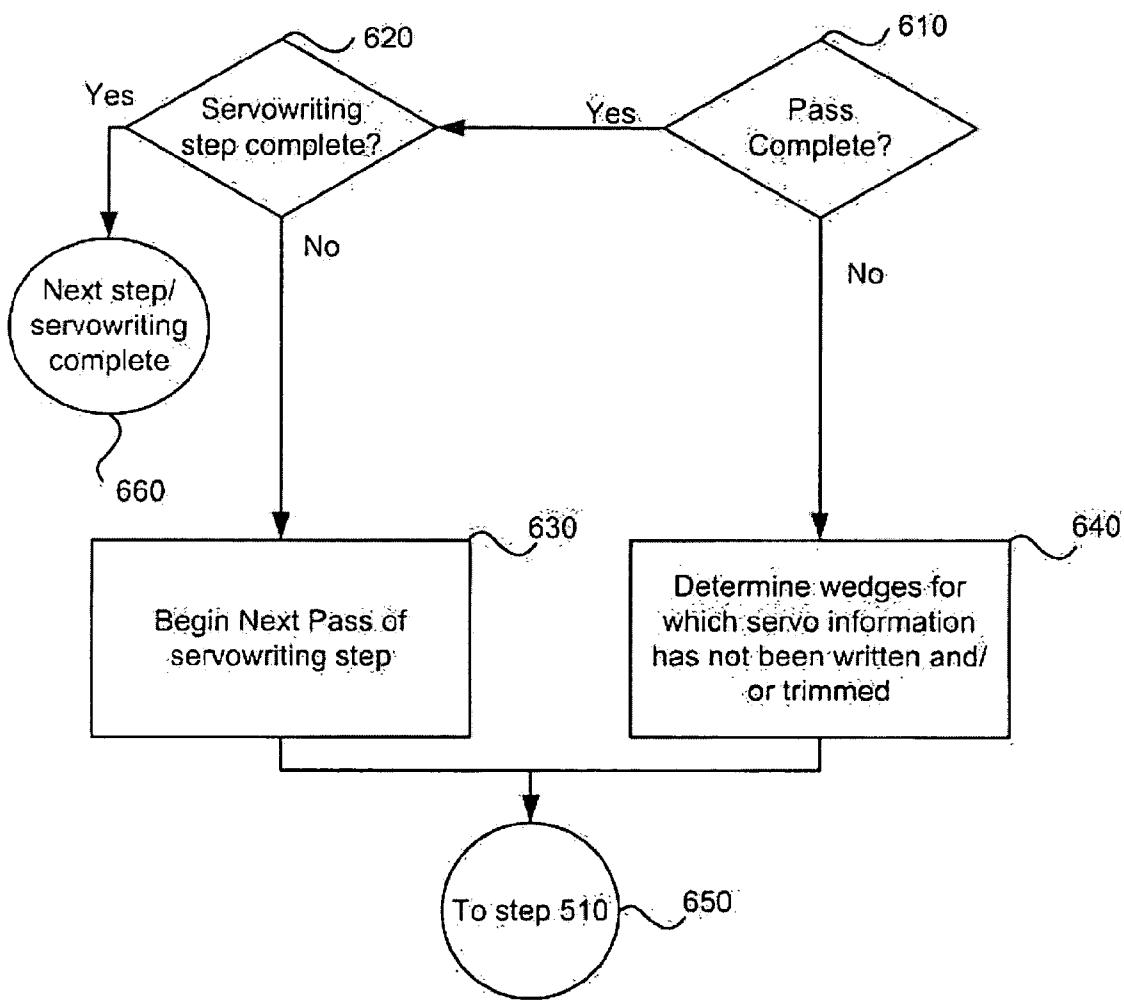 620
610
Yes
Servowriting
step complete?
Yes
Pass
Complete?
No
No
Next step/
servowriting
complete
660
630
640
Begin Next Pass of
servowriting step
Determine wedges for
which servo information
has not been written and/
or trimmed
To step 510
650